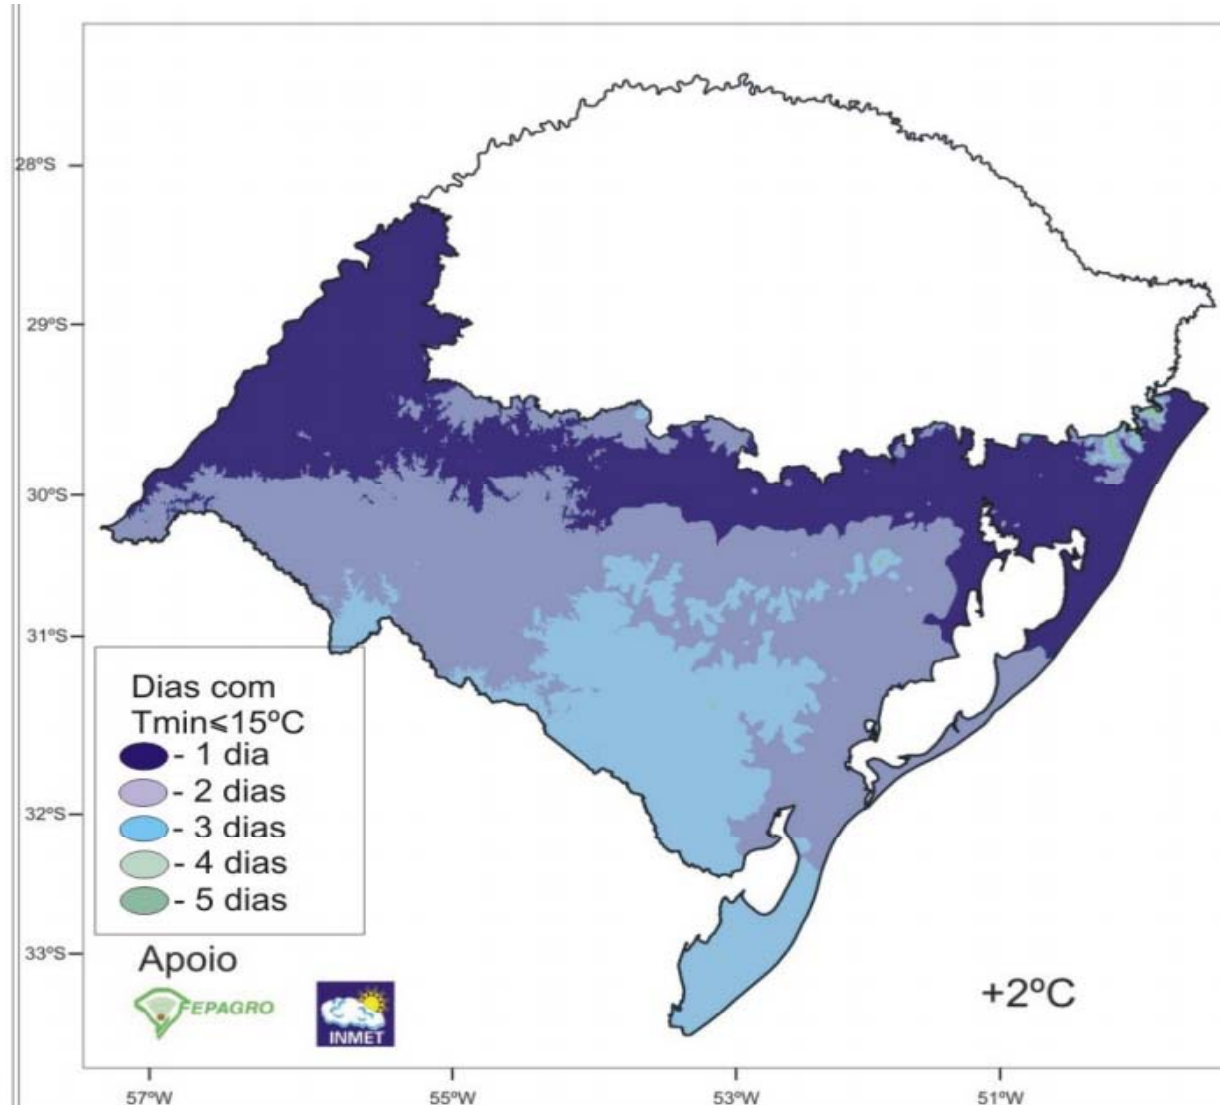 28ºS
29ºS
30ºS
31ºS
Dias com
Tmin⩽15ºC
- 1 dia
- 2 dias
- 3 dias
- 4 dias
- 5 dias
32ºS
33ºS
Apoio
FEPAGRO
INMET
+2ºC
57ºW
55ºW
53ºW
51ºW